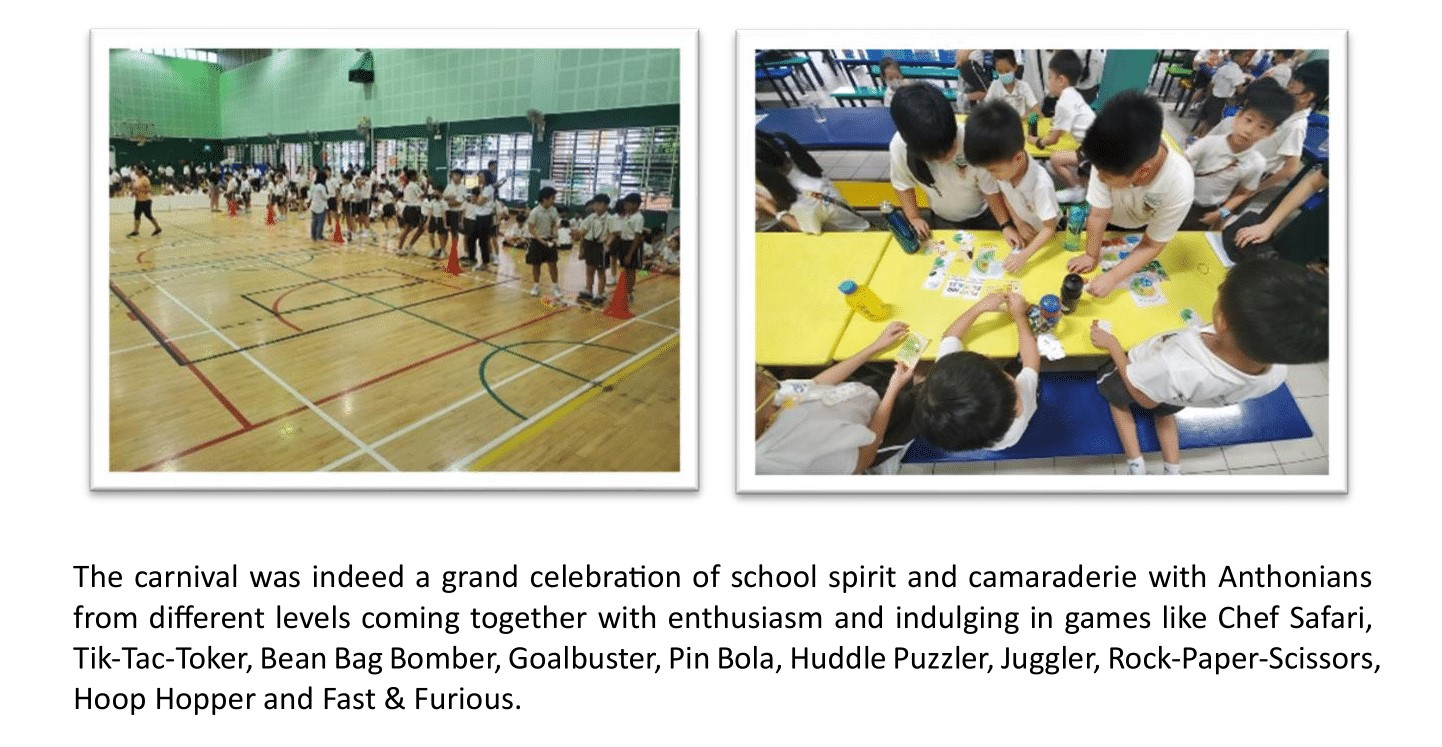 The carnival was indeed a grand celebration of school spirit and camaraderie with Anthonians
from different levels coming together with enthusiasm and indulging in games like Chef Safari,
Tik-Tac-Toker, Bean Bag Bomber, Goalbuster, Pin Bola, Huddle Puzzler, Juggler, Rock-Paper-Scissors,
Hoop Hopper and Fast & Furious.